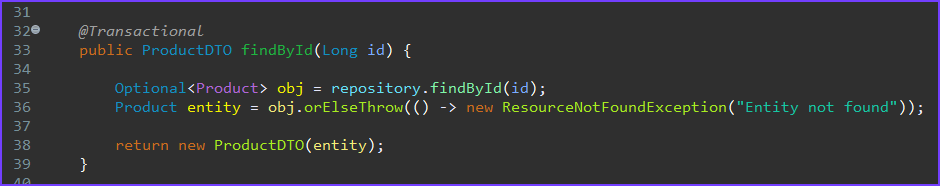 31
32 @Transactional
33 public ProductDTO findById(Long id) {
34
35 Optional<Product> obj = repository.findById(id);
36 Product entity = obj.orElseThrow(() -> new ResourceNotFoundException("Entity not found"));
37
38 return new ProductDTO(entity);
39 }
40